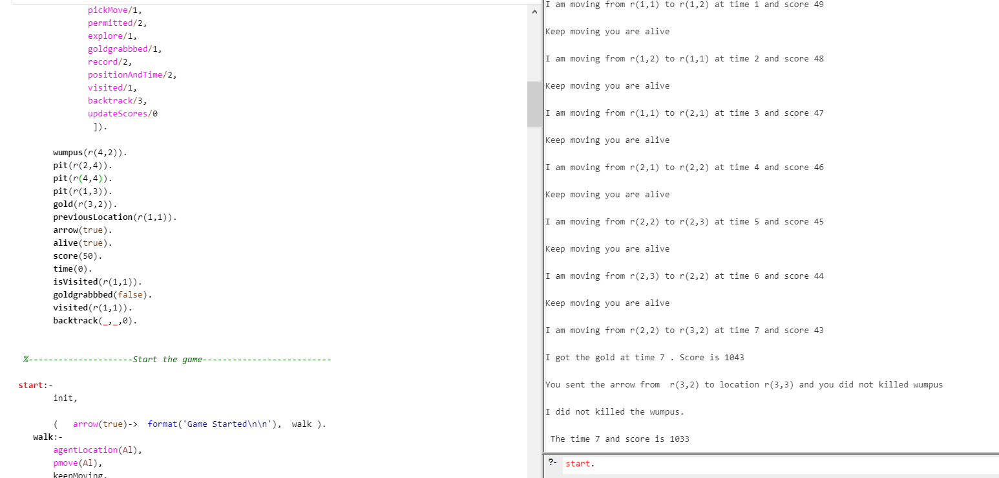 pickMove/1,
permitted/2,
explore/1,
goldgrabbbed/1,
record/2,
positionAndTime/2,
visited/1,
backtrack/3,
updateScores/0
]).
wumpus(r(4,2)).
pit(r(2,4)).
pit(r(4,4)).
pit(r(1,3)).
gold(r(3,2)).
previousLocation(r(1,1)).
arrow(true).
alive(true).
score(50).
time(0).
isVisited(r(1,1)).
goldgrabbbed(false).
visited(r(1,1)).
backtrack(_,_,0).
%---------------------Start the game--------------------------
start:-
init,
( arrow(true)-> format('Game Started\n\n'), walk ).
walk:-
agentLocation(Al),
pmove(Al),
keepMoving,
I am moving from r(1,1) to r(1,2) at time 1 and score 49
Keep moving you are alive
I am moving from r(1,2) to r(1,1) at time 2 and score 48
Keep moving you are alive
I am moving from r(1,1) to r(2,1) at time 3 and score 47
Keep moving you are alive
I am moving from r(2,1) to r(2,2) at time 4 and score 46
Keep moving you are alive
I am moving from r(2,2) to r(2,3) at time 5 and score 45
Keep moving you are alive
I am moving from r(2,3) to r(2,2) at time 6 and score 44
Keep moving you are alive
I am moving from r(2,2) to r(3,2) at time 7 and score 43
I got the gold at time 7 . Score is 1043
You sent the arrow from  r(3,2) to location r(3,3) and you did not killed wumpus
I did not killed the wumpus.
The time 7 and score is 1033
?- start.